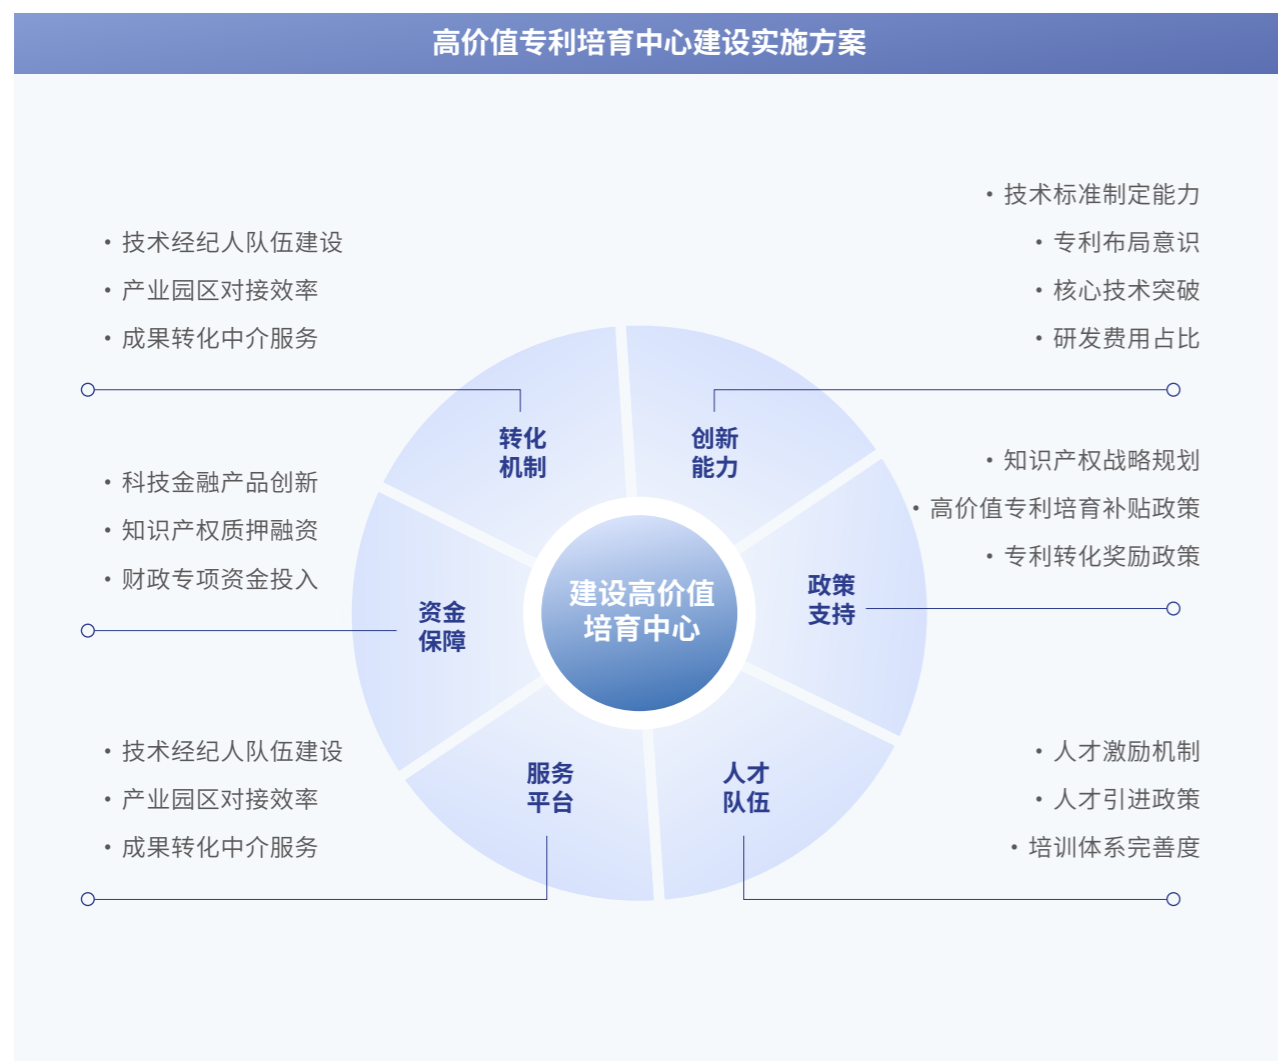 高价值专利培育中心建设实施方案
• 技术经纪人队伍建设
• 产业园区对接效率
• 成果转化中介服务
转化
机制
• 技术标准制定能力
• 专利布局意识
• 核心技术突破
• 研发费用占比
创新
能力
• 科技金融产品创新
• 知识产权质押融资
• 财政专项资金投入
资金
保障
建设高价值
培育中心
• 知识产权战略规划
• 高价值专利培育补贴政策
• 专利转化奖励政策
政策
支持
• 技术经纪人队伍建设
• 产业园区对接效率
• 成果转化中介服务
服务
平台
• 人才激励机制
• 人才引进政策
• 培训体系完善度
人才
队伍